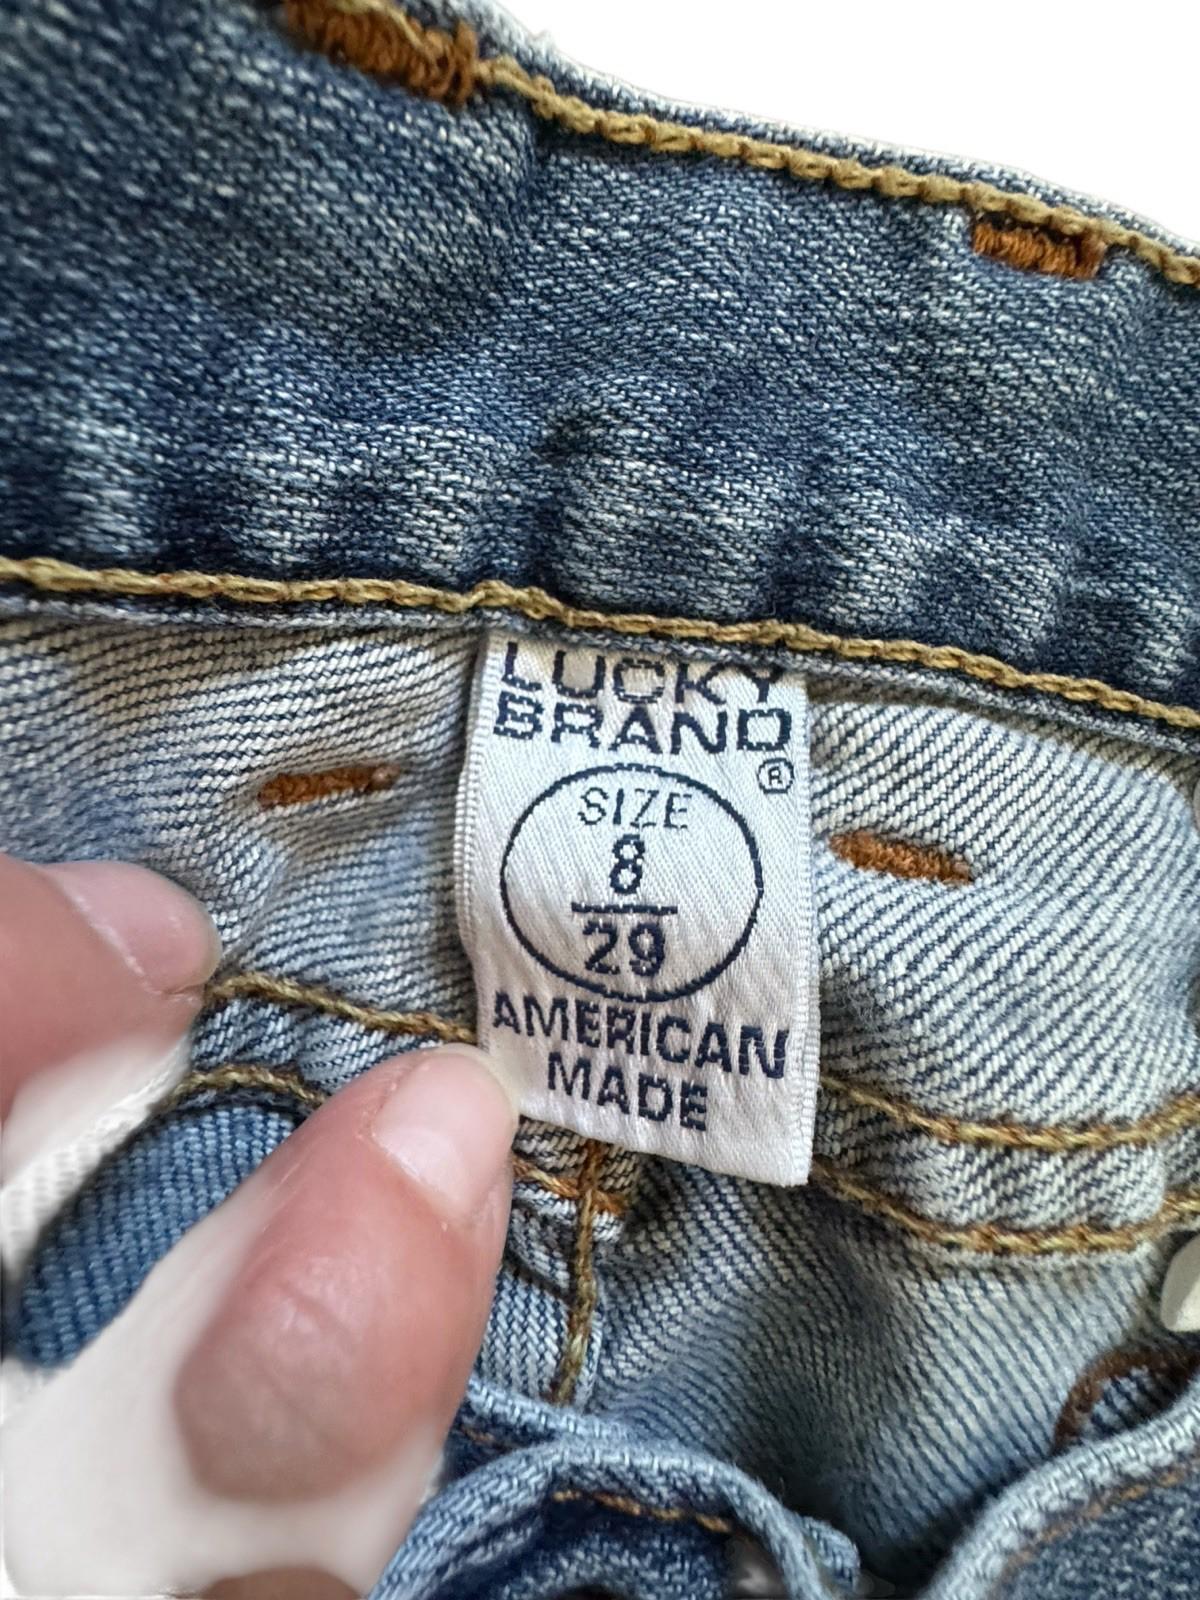 LUCKY
BRAND
®
SIZE
8
29
AMERICAN
MADE